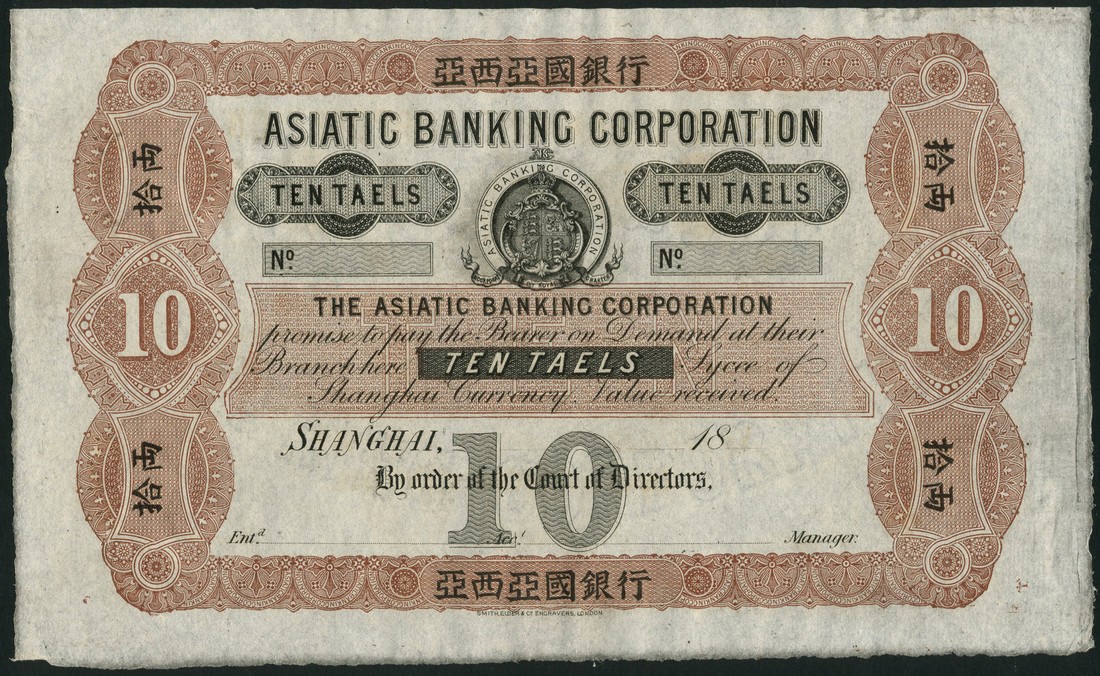 亞西亞國銀行
ASIATIC BANKING CORPORATION
TEN TAELS
TEN TAELS
ASIATIC BANKING CORPORATION
Nº
Nº
拾両
拾両
10
10
THE ASIATIC BANKING CORPORATION
promise to pay the Bearer on Demand at their
Branch here TEN TAELS Sycee of
Shanghai Currency. Value received.
SHANGHAI, 18
10
By order of the Court of Directors,
拾両
拾両
Entd. Acct. Manager.
亞西亞國銀行
SMITH, ELDER & Co ENGRAVERS, LONDON